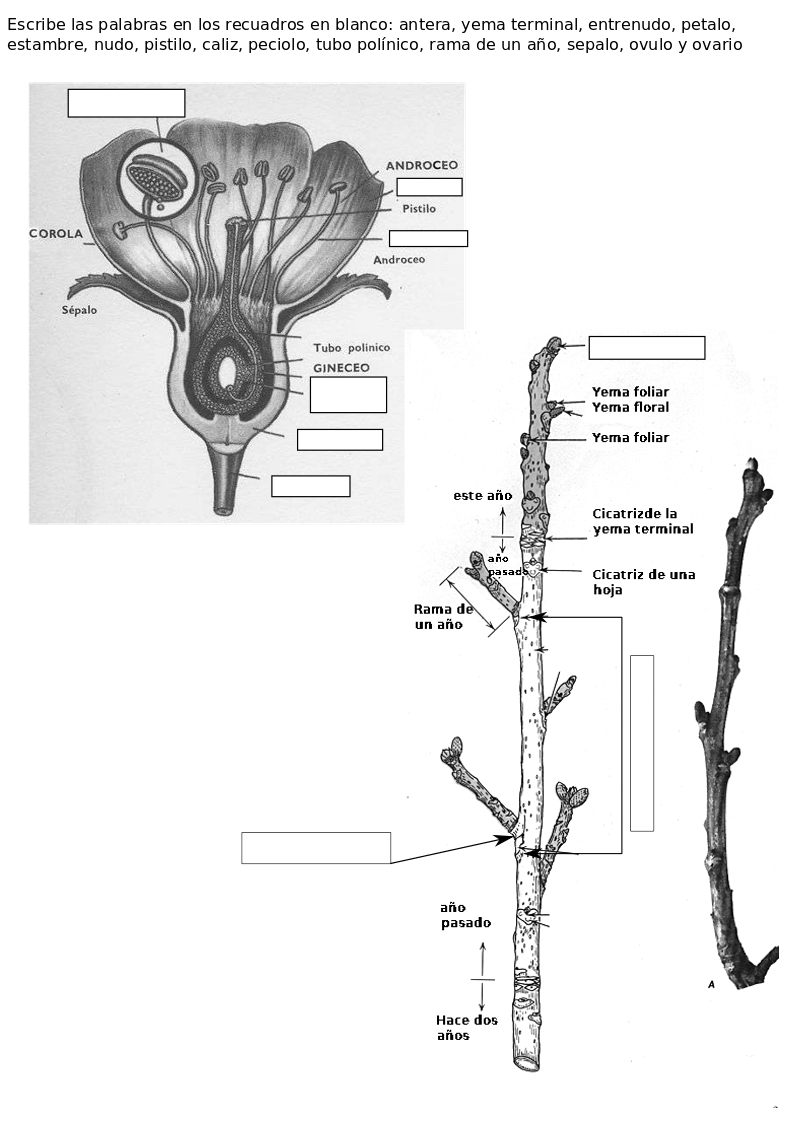 Escribe las palabras en los recuadros en blanco: antera, yema terminal, entrenudo, petalo,
estambre, nudo, pistilo, caliz, peciolo, tubo polínico, rama de un año, sepalo, ovulo y ovario
ANDROCEO
Pistilo
COROLA
Androceo
Sépalo
Tubo polinico
GINECEO
Yema foliar
Yema floral
Yema foliar
este año
Cicatrizde la
yema terminal
año
pasado
Cicatriz de una
hoja
Rama de
un año
año
pasado
A
Hace dos
años